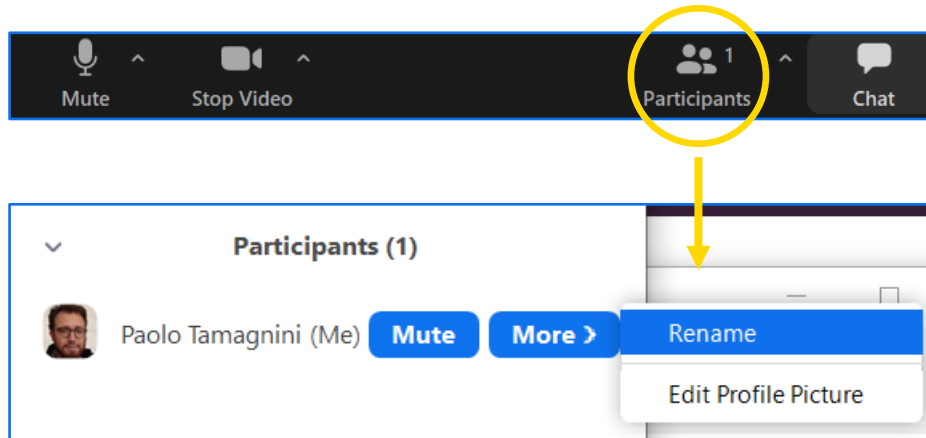 1
Mute
Stop Video
Participants
Chat
Participants (1)
Paolo Tamagnini (Me) Mute More Rename
Edit Profile Picture